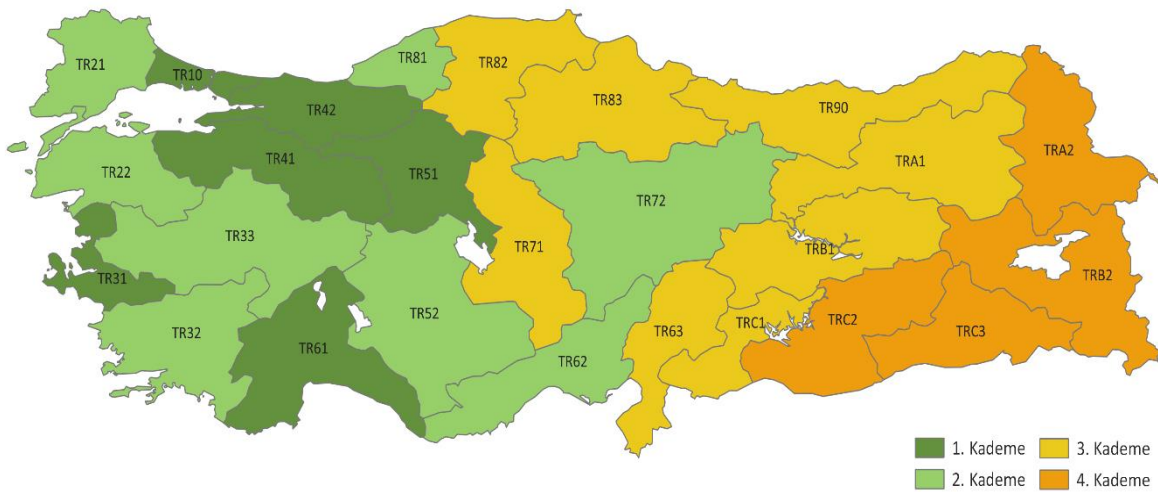 TR21
TR10
TR81
TR82
TR42
TR83
TR90
TR41
TR51
TRA1
TRA2
TR22
TR72
TR33
TR71
TRB1
TR31
TRB2
TR32
TR52
TR61
TR62
TR63
TRC1
TRC2
TRC3
1. Kademe
3. Kademe
2. Kademe
4. Kademe